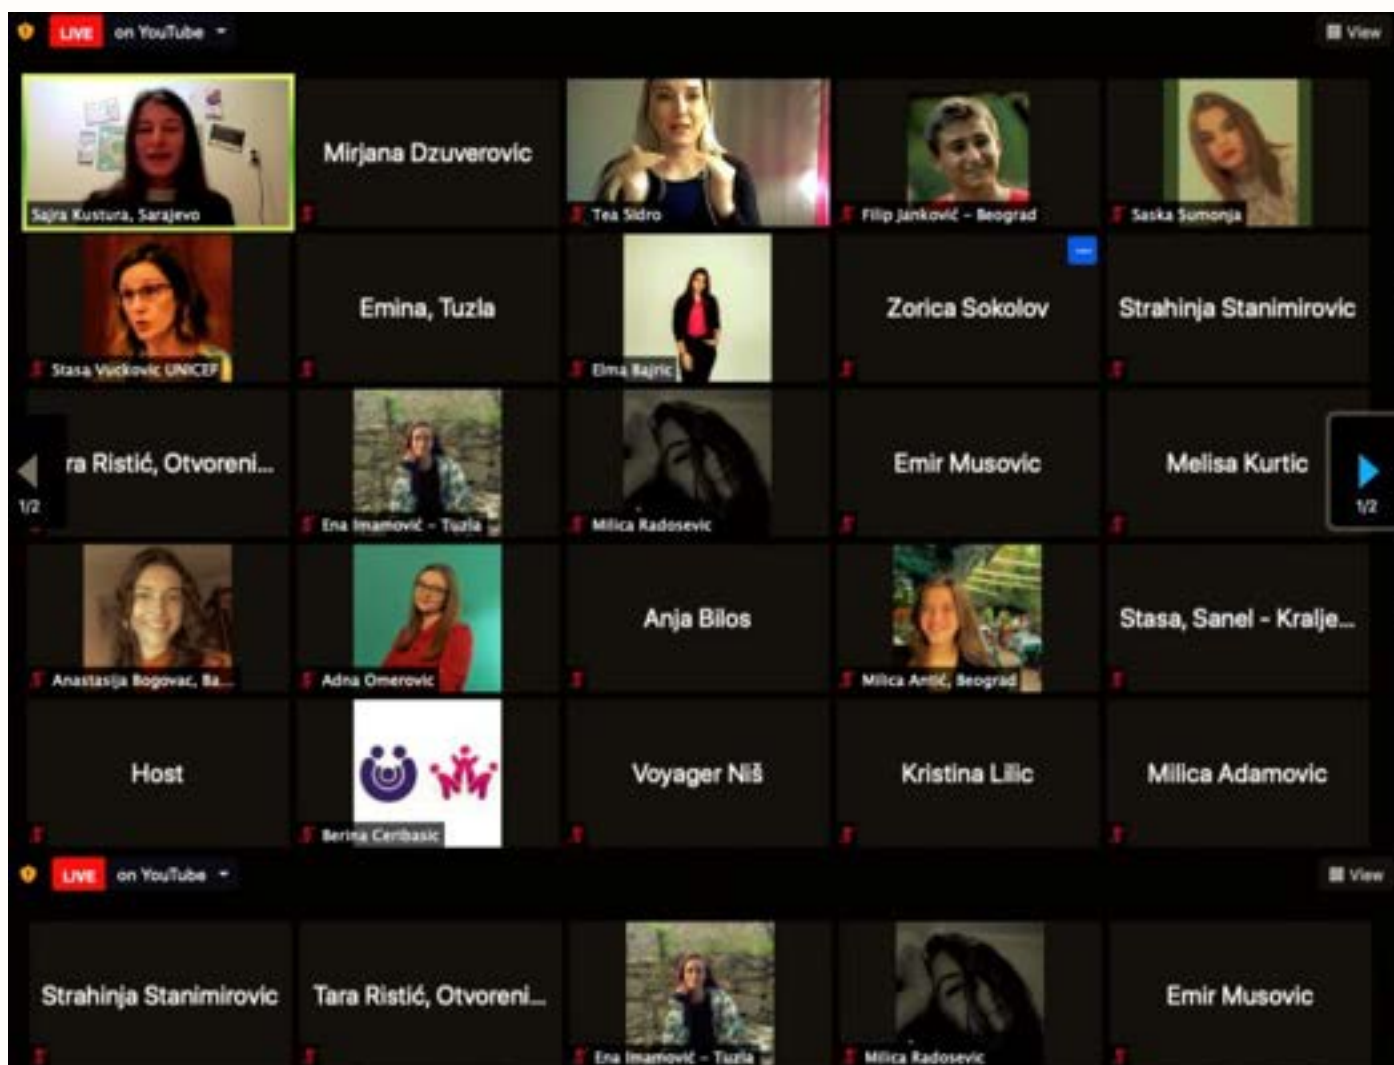 LIVE on YouTube
View
Sajra Kustura, Sarajevo
Mirjana Dzuverovic
Tea Sidro
Filip Janković - Beograd
Saska Sumonja
Stasa Vuckovic UNICEF
Emina, Tuzla
Elma Bajric
Zorica Sokolov
Strahinja Stanimirovic
1/2
ra Ristić, Otvoreni...
Ena Imamović - Tuzla
Milica Radosevic
Emir Musovic
Melisa Kurtic
1/2
Anastasija Bogovac, Ba...
Adna Omerovic
Anja Bilos
Milica Antić, Beograd
Stasa, Sanel - Kralje...
Host
Berina Ceribasic
Voyager Niš
Kristina Lilic
Milica Adamovic
LIVE on YouTube
View
Strahinja Stanimirovic
Tara Ristić, Otvoreni...
Ena Imamović - Tuzla
Milica Radosevic
Emir Musovic